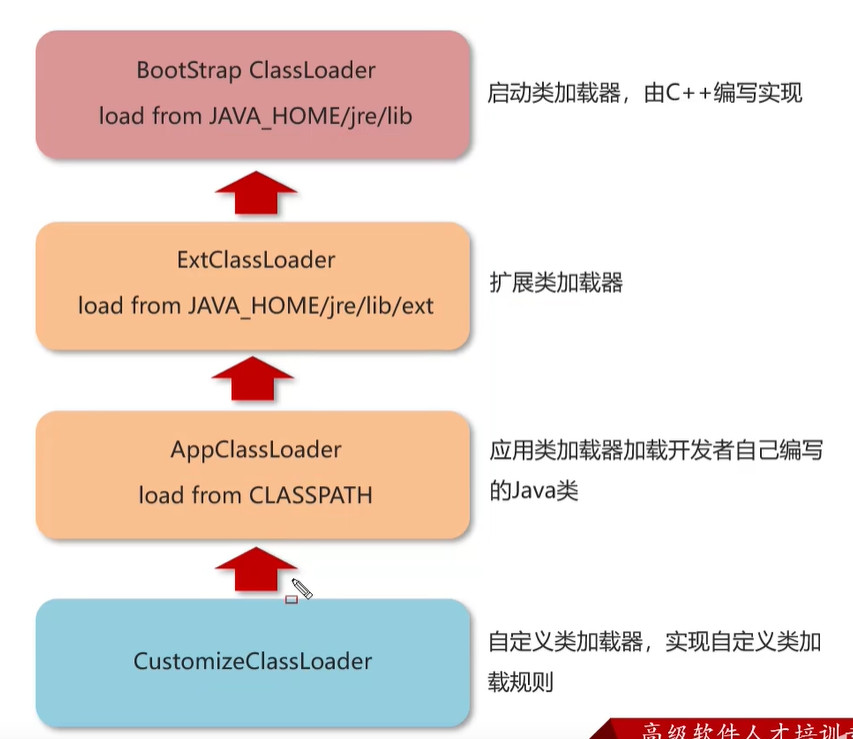 BootStrap ClassLoader
load from JAVA_HOME/jre/lib
启动类加载器，由C++编写实现
ExtClassLoader
load from JAVA_HOME/jre/lib/ext
扩展类加载器
AppClassLoader
load from CLASSPATH
应用类加载器加载开发者自己编写
的Java类
CustomizeClassLoader
自定义类加载器，实现自定义类加
载规则
高级软件人才培训